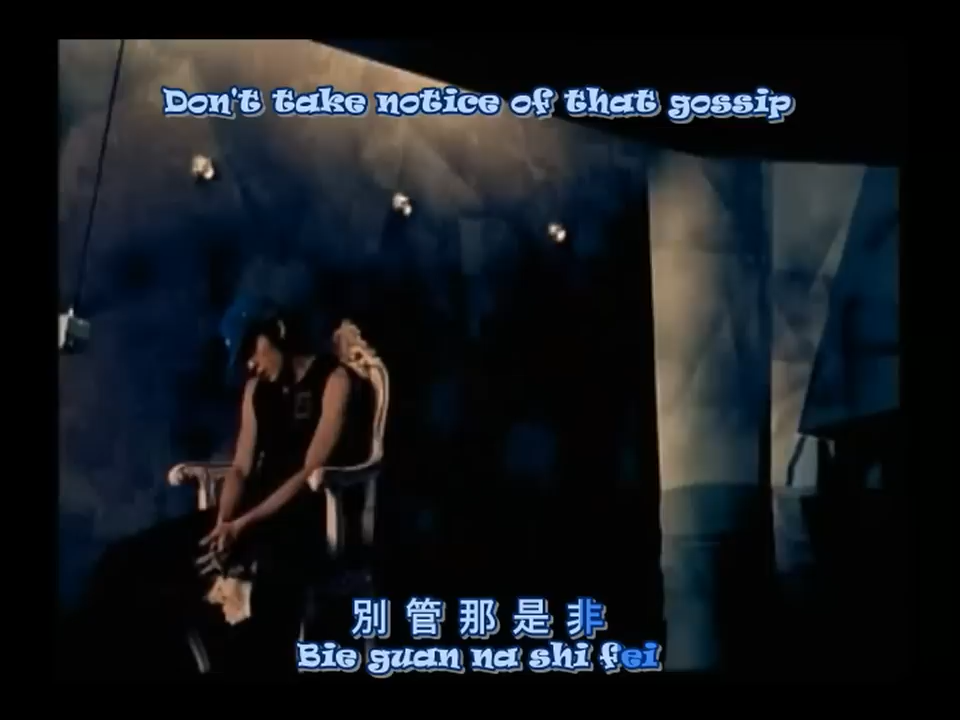 Don't take notice of that gossip
別管那是非
Bie guan na shi fei